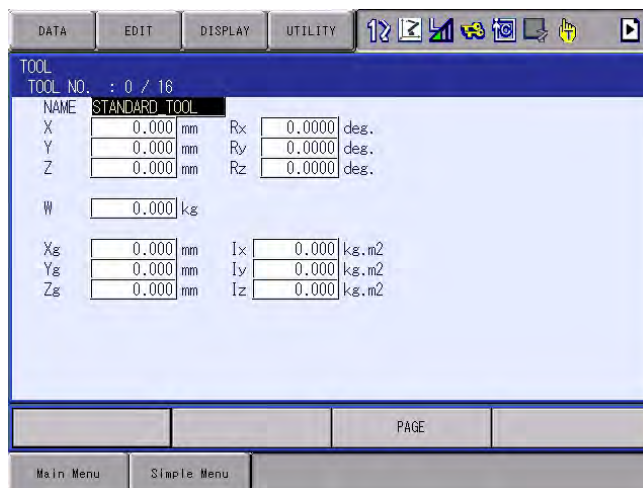 DATA EDIT DISPLAY UTILITY
TOOL
TOOL NO. : 0 / 16
NAME STANDARD_TOOL
X 0.000 mm Rx 0.0000 deg.
Y 0.000 mm Ry 0.0000 deg.
Z 0.000 mm Rz 0.0000 deg.
W 0.000 kg
Xg 0.000 mm Ix 0.000 kg.m2
Yg 0.000 mm Iy 0.000 kg.m2
Zg 0.000 mm Iz 0.000 kg.m2
PAGE
Main Menu Simple Menu